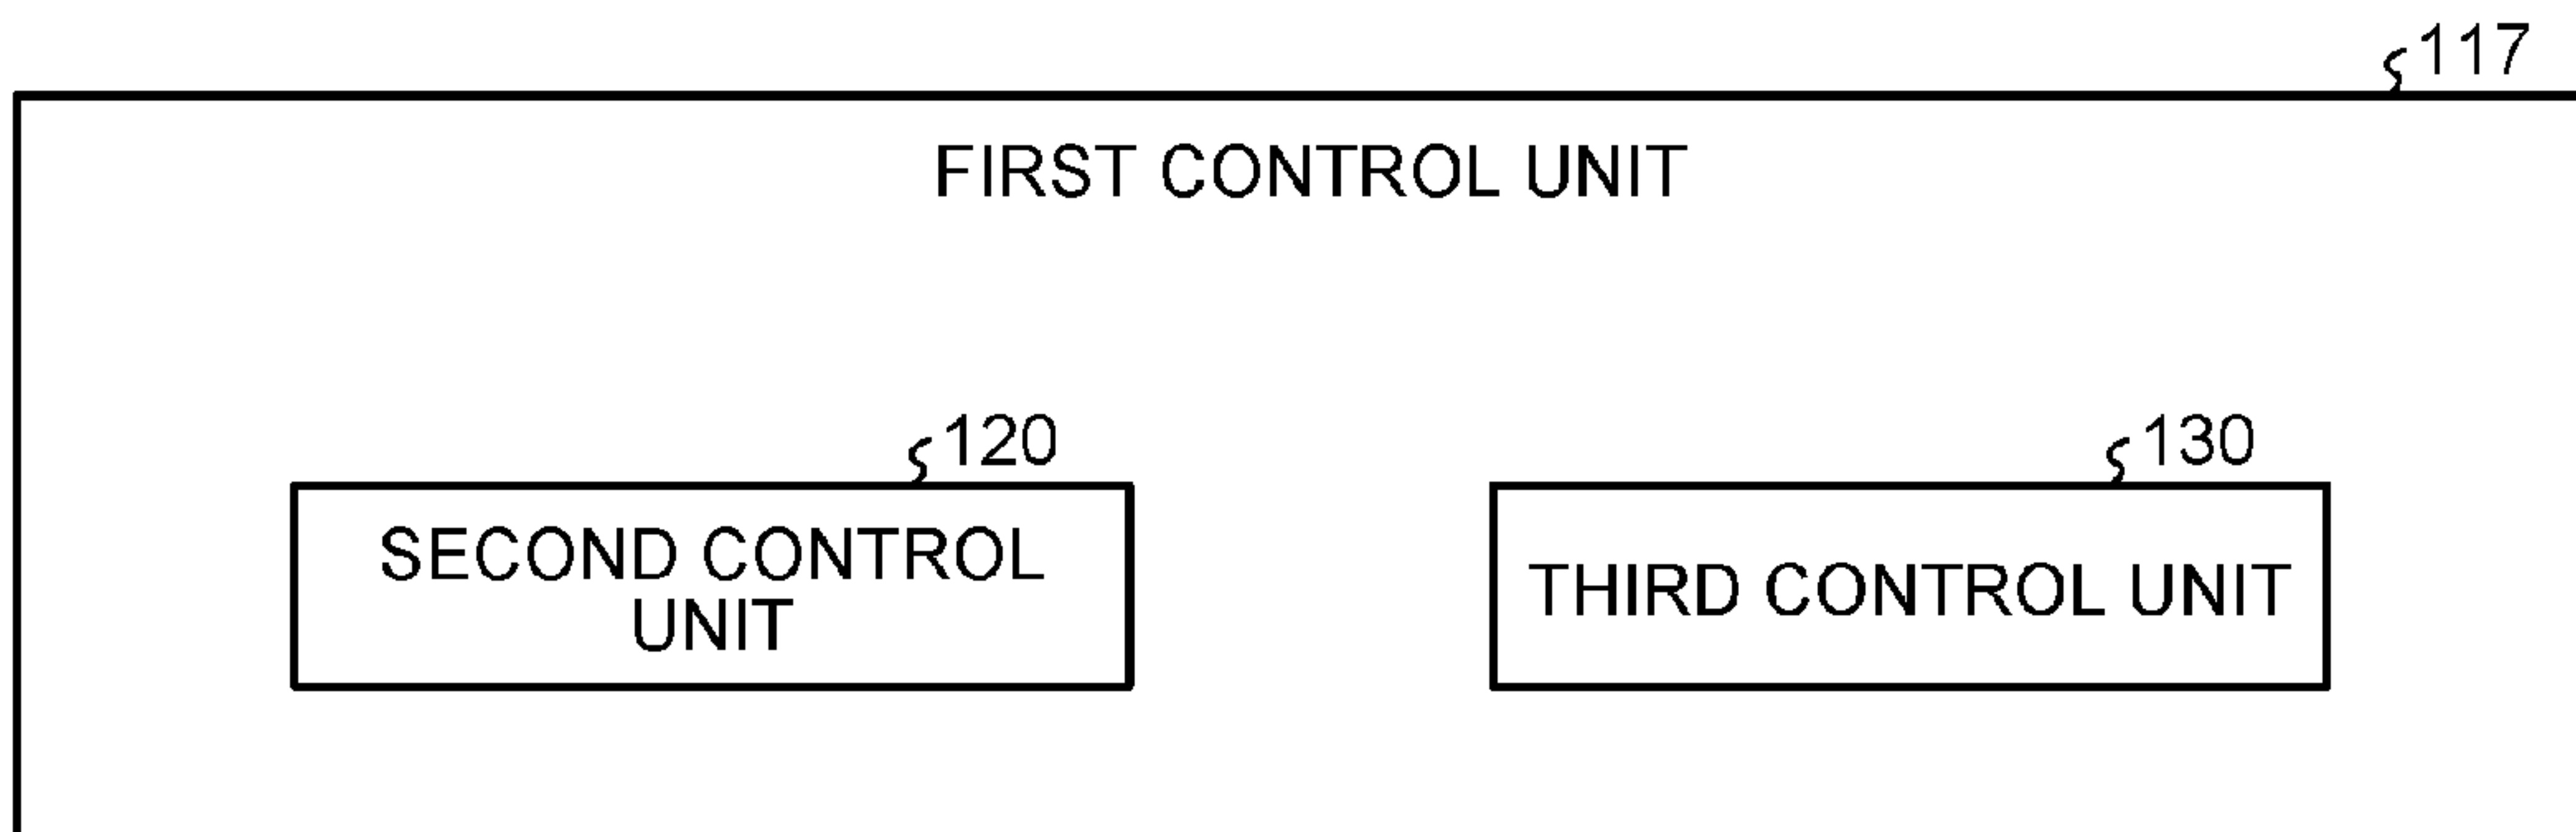 117
FIRST CONTROL UNIT
120
130
SECOND CONTROL
UNIT
THIRD CONTROL UNIT